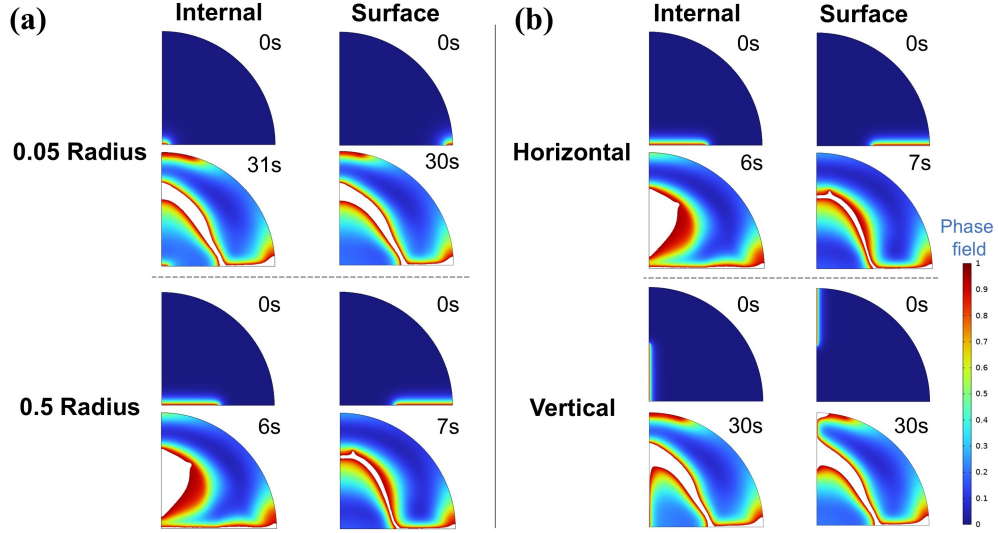 (a)
Internal
Surface
0s
0s
0.05 Radius
31s
30s
0s
0s
0.5 Radius
6s
7s
(b)
Internal
Surface
0s
0s
Horizontal
6s
7s
0s
0s
Vertical
30s
30s
Phase
field
1
0.9
0.8
0.7
0.6
0.5
0.4
0.3
0.2
0.1
0